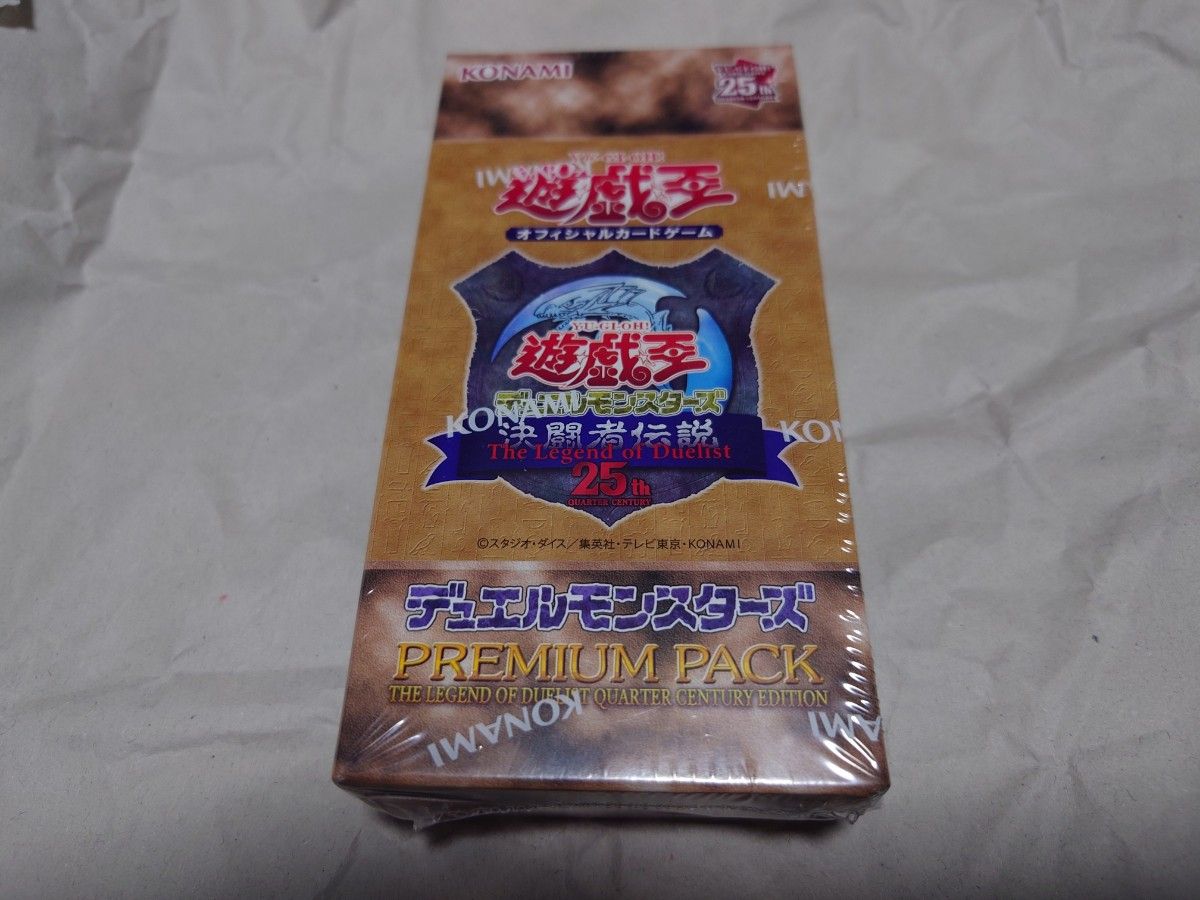 KONAMI
25th
YU-GI-OH!
KONAMI
遊戯王
オフィシャルカードゲーム
YU-GI-OH!
遊戯王
デュエルモンスターズ
KONAMI
決闘者伝説
The Legend of Duelist
25th
QUARTER CENTURY
©スタジオ・ダイス/集英社・テレビ東京・KONAMI
デュエルモンスターズ
PREMIUM PACK
THE LEGEND OF DUELIST QUARTER CENTURY EDITION
KONAMI
KONAMI